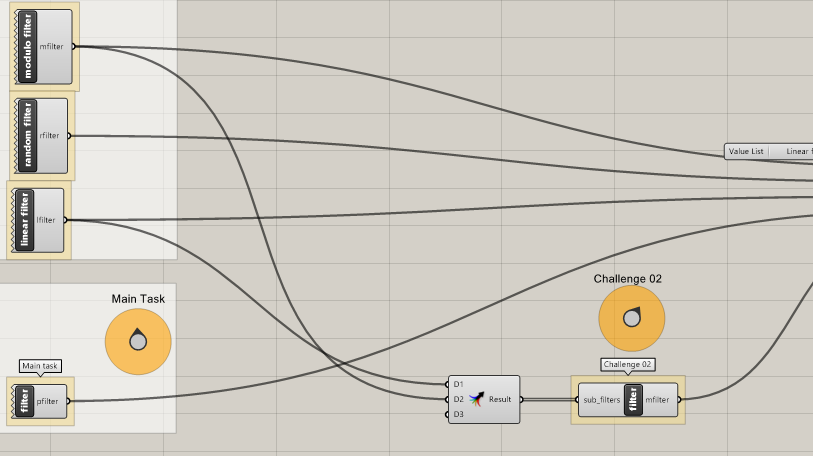 modulo filter
mfilter
random filter
rfilter
linear filter
lfilter
Value List
Linear f
Main Task
Main task
filter
pfilter
Challenge 02
Challenge 02
D1
D2
D3
Result
sub_filters
filter
mfilter